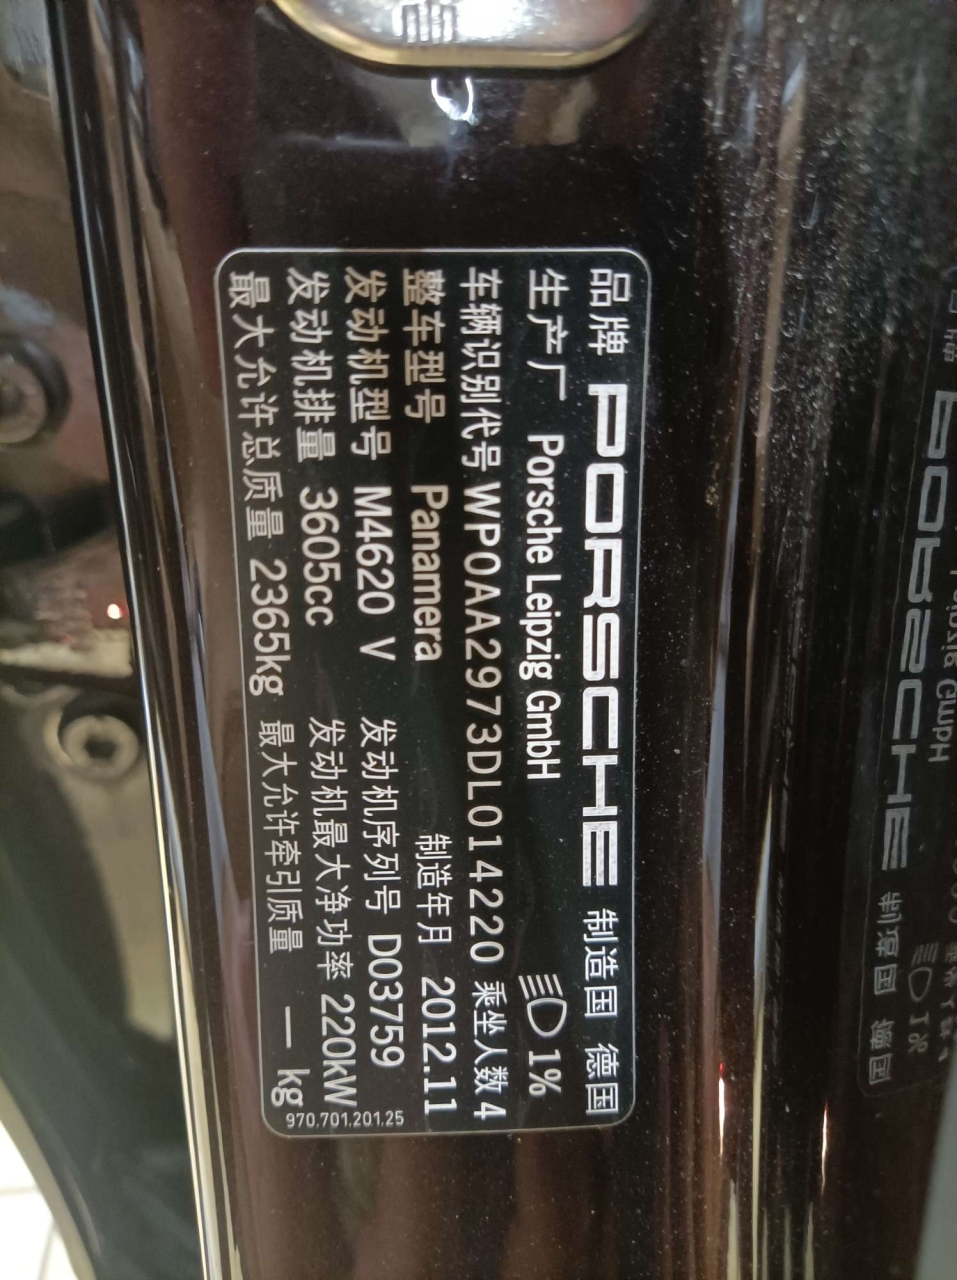 品牌 PORSCHE 制造国 德国
生产厂 Porsche Leipzig GmbH 1%
车辆识别代号 WP0AA2973DL014220 乘坐人数 4
整车型号 Panamera 制造年月 2012.11
发动机型号 M4620 V 发动机序列号 D03759
发动机排量 3605cc 发动机最大净功率 220kW
最大允许总质量 2365kg 最大允许牵引质量 — kg
970.701.201.25